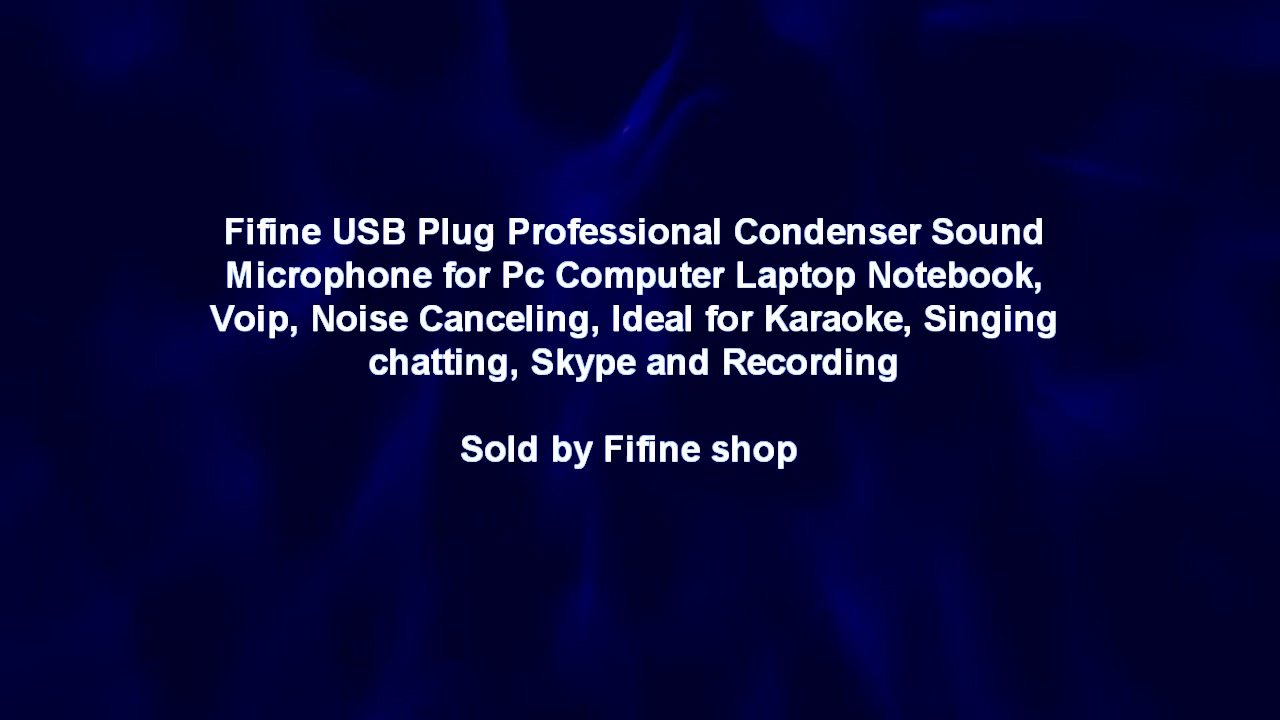 Fifine USB Plug Professional Condenser Sound
Microphone for Pc Computer Laptop Notebook,
Voip, Noise Canceling, Ideal for Karaoke, Singing
chatting, Skype and Recording
Sold by Fifine shop